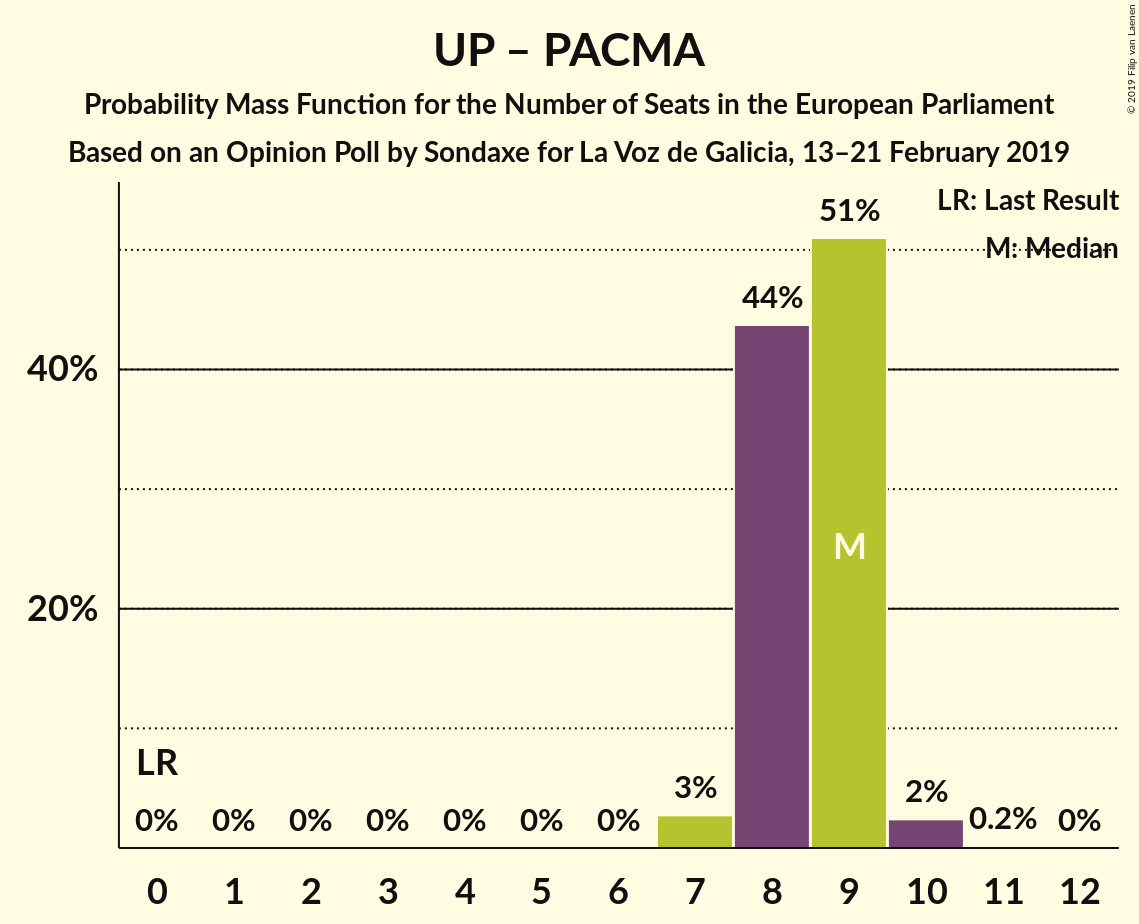 UP – PACMA
Probability Mass Function for the Number of Seats in the European Parliament
Based on an Opinion Poll by Sondaxe for La Voz de Galicia, 13–21 February 2019
© 2019 Filip van Laenen
LR: Last Result
M: Median
51%
44%
40%
M
20%
LR
3%
2%
0% 0% 0% 0% 0% 0% 0% 0.2% 0%
0 1 2 3 4 5 6 7 8 9 10 11 12